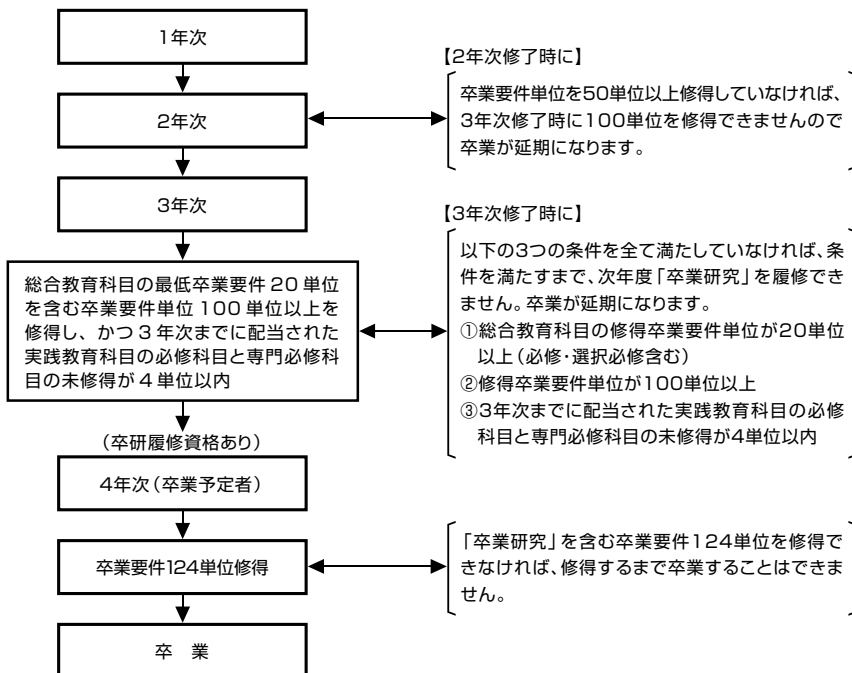 1年次
2年次
3年次
総合教育科目の最低卒業要件 20 単位
を含む卒業要件単位 100 単位以上を
修得し、かつ 3 年次までに配当された
実践教育科目の必修科目と専門必修科
目の未修得が 4 単位以内
(卒研履修資格あり)
4年次(卒業予定者)
卒業要件124単位修得
卒　業
【2年次修了時に】
卒業要件単位を50単位以上修得していなければ、
3年次修了時に100単位を修得できませんので
卒業が延期になります。
【3年次修了時に】
以下の3つの条件を全て満たしていなければ、条
件を満たすまで、次年度「卒業研究」を履修でき
ません。卒業が延期になります。
①総合教育科目の修得卒業要件単位が20単位
以上(必修・選択必修含む)
②修得卒業要件単位が100単位以上
③3年次までに配当された実践教育科目の必修
科目と専門必修科目の未修得が4単位以内
「卒業研究」を含む卒業要件124単位を修得で
きなければ、修得するまで卒業することはできま
せん。